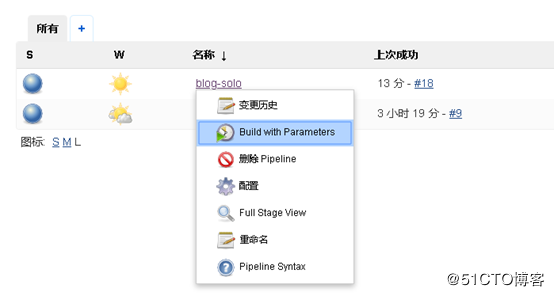 所有 +
S W 名称 ↓ 上次成功
blog-solo 13 分 - #18
变更历史
3 小时 19 分 - #9
Build with Parameters
图标: S M L
删除 Pipeline
配置
Full Stage View
重命名
Pipeline Syntax
@51CTO博客